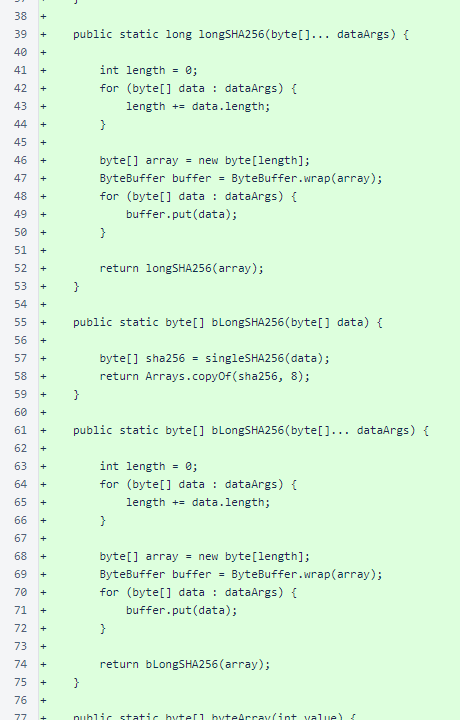 37 + }
38 +
39 + public static long longSHA256(byte[]... dataArgs) {
40 +
41 + int length = 0;
42 + for (byte[] data : dataArgs) {
43 + length += data.length;
44 + }
45 +
46 + byte[] array = new byte[length];
47 + ByteBuffer buffer = ByteBuffer.wrap(array);
48 + for (byte[] data : dataArgs) {
49 + buffer.put(data);
50 + }
51 +
52 + return longSHA256(array);
53 + }
54 +
55 + public static byte[] bLongSHA256(byte[] data) {
56 +
57 + byte[] sha256 = singleSHA256(data);
58 + return Arrays.copyOf(sha256, 8);
59 + }
60 +
61 + public static byte[] bLongSHA256(byte[]... dataArgs) {
62 +
63 + int length = 0;
64 + for (byte[] data : dataArgs) {
65 + length += data.length;
66 + }
67 +
68 + byte[] array = new byte[length];
69 + ByteBuffer buffer = ByteBuffer.wrap(array);
70 + for (byte[] data : dataArgs) {
71 + buffer.put(data);
72 + }
73 +
74 + return bLongSHA256(array);
75 + }
76 +
77 + public static byte[] byteArray(int value) {